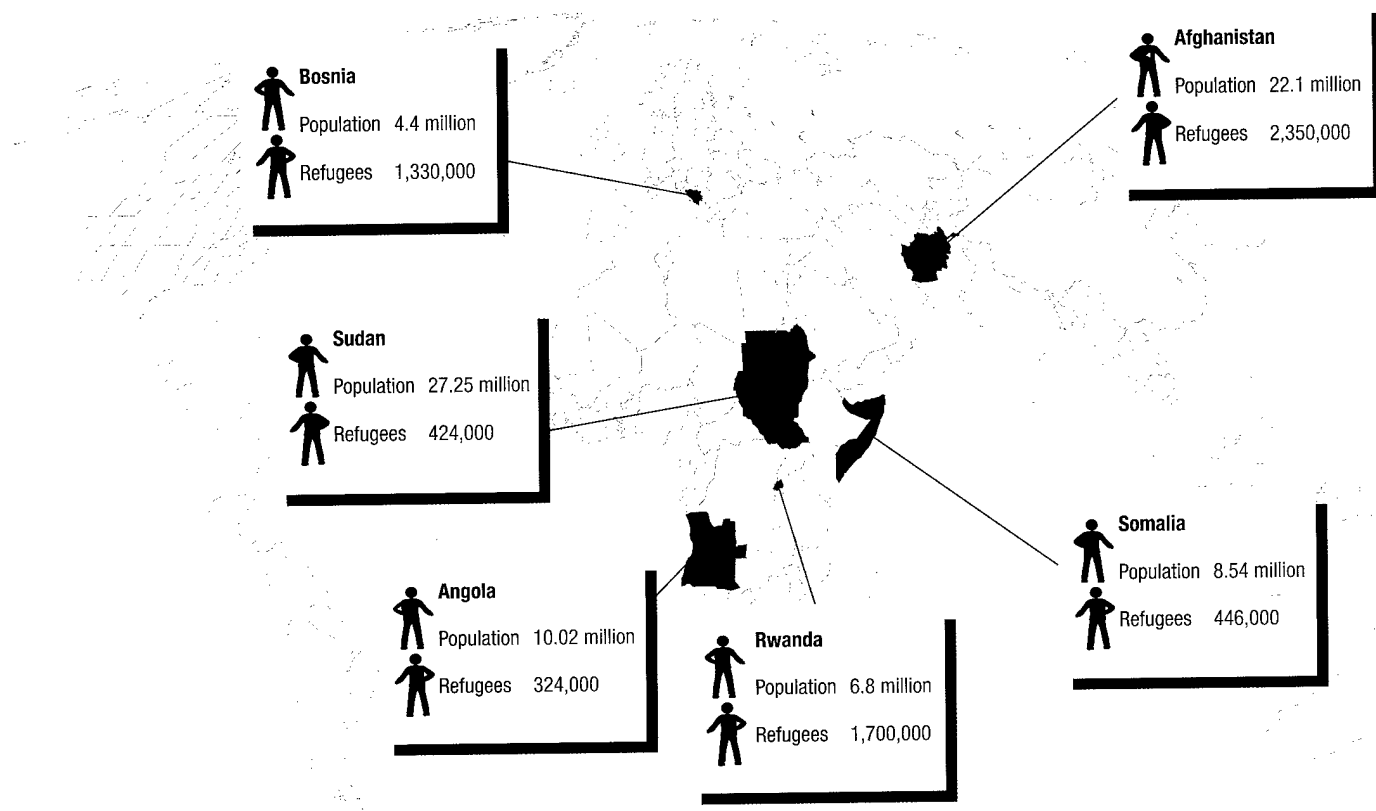 Bosnia
Population 4.4 million
Refugees 1,330,000
Afghanistan
Population 22.1 million
Refugees 2,350,000
Sudan
Population 27.25 million
Refugees 424,000
Somalia
Population 8.54 million
Refugees 446,000
Angola
Population 10.02 million
Refugees 324,000
Rwanda
Population 6.8 million
Refugees 1,700,000